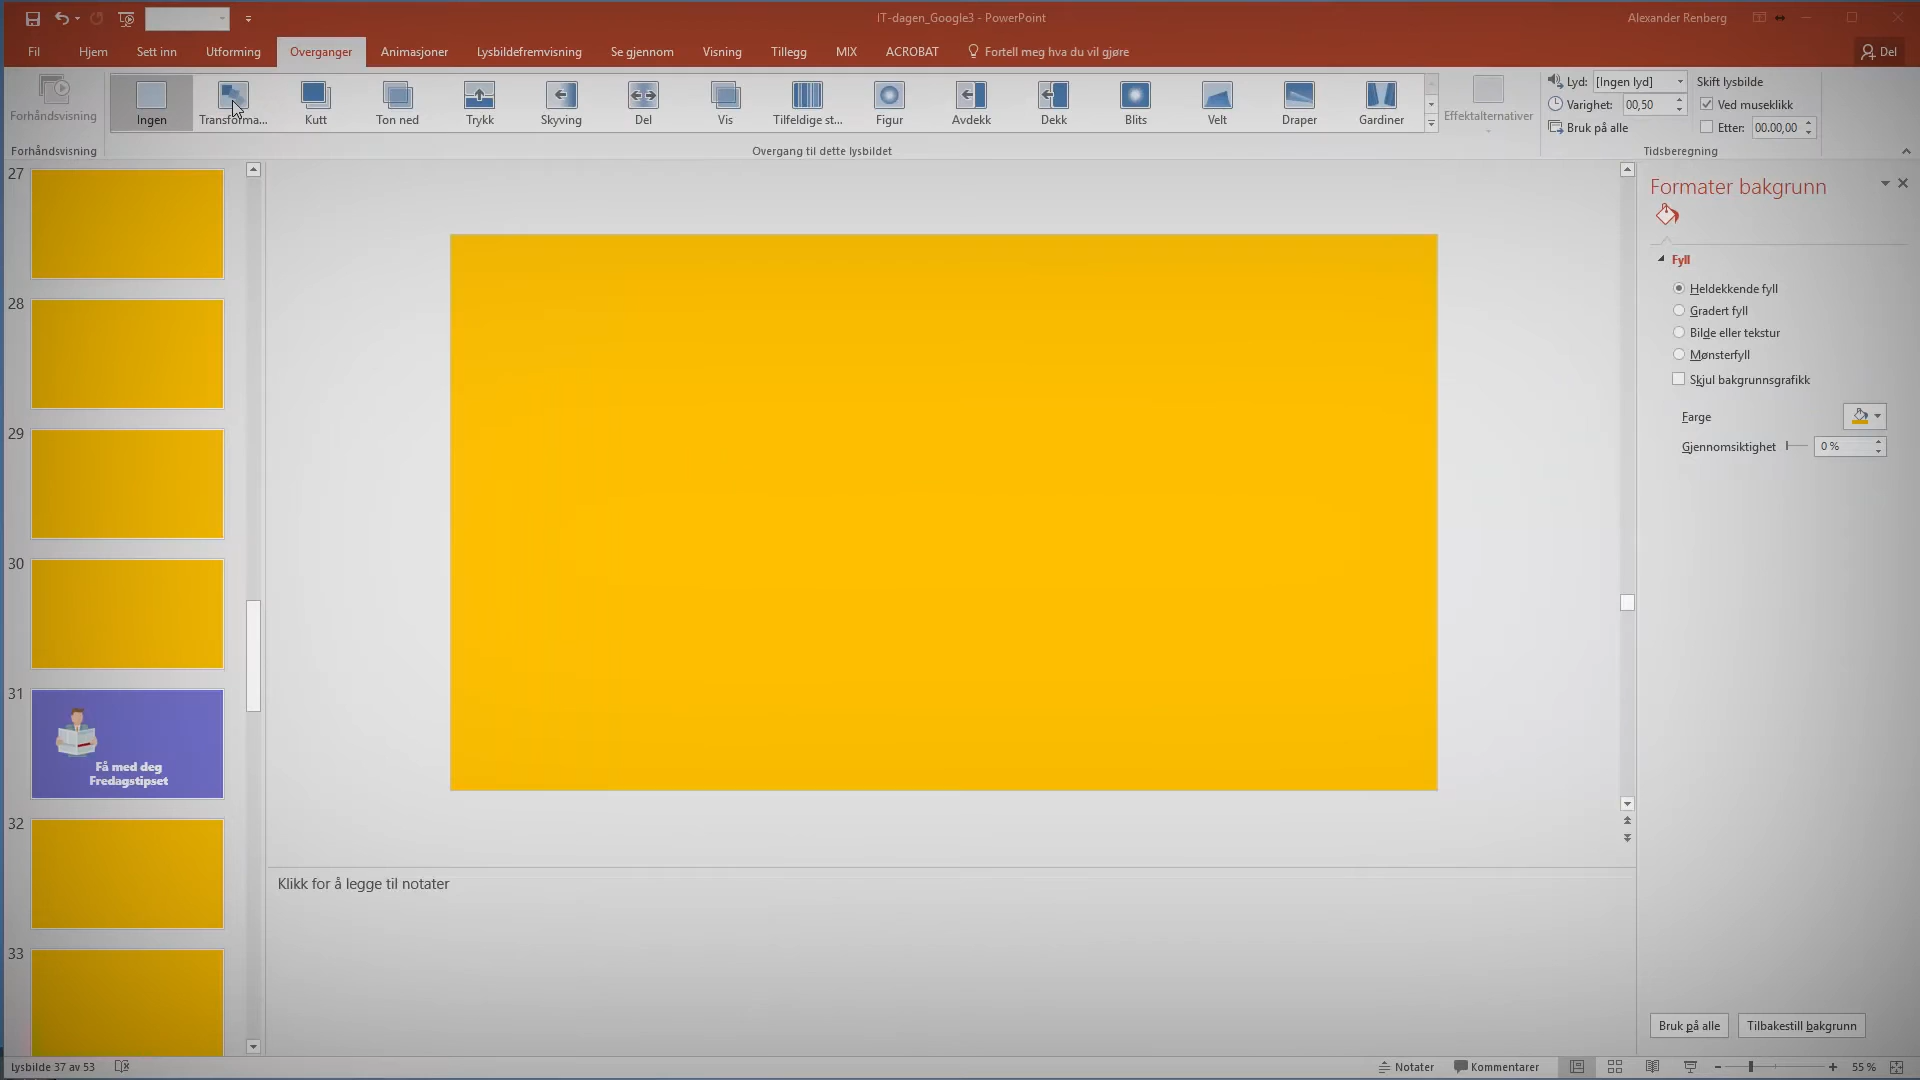 IT-dagen_Google3 - PowerPoint
Alexander Renberg
Fil
Hjem
Sett inn
Utforming
Overganger
Animasjoner
Lysbildefremvisning
Se gjennom
Visning
Tillegg
MIX
ACROBAT
Fortell meg hva du vil gjøre
Del
Forhåndsvisning
Ingen
Transforma...
Kutt
Ton ned
Trykk
Skyving
Del
Vis
Tilfeldige st...
Figur
Avdekk
Dekk
Blits
Velt
Draper
Gardiner
Effektalternativer
Lyd: [Ingen lyd]
Varighet: 00,50
Bruk på alle
Skift lysbilde
Ved museklikk
Etter: 00.00,00
Forhåndsvisning
Overgang til dette lysbildet
Tidsberegning
27
28
29
30
31
Få med deg
Fredagstipset
32
33
Klikk for å legge til notater
Formater bakgrunn
Fyll
Heldekkende fyll
Gradert fyll
Bilde eller tekstur
Mønsterfyll
Skjul bakgrunnsgrafikk
Farge
Gjennomsiktighet 0 %
Bruk på alle
Tilbakestill bakgrunn
Lysbilde 37 av 53
Notater
Kommentarer
55 %